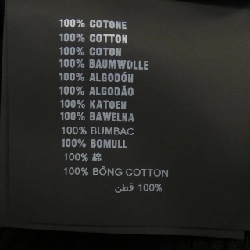 100% COTONE
100% COTTON
100% COTON
100% BAUMWOLLE
100% ALGODÓN
100% ALGODÃO
100% KATOEN
100% BAWELNA
100% BUMBAC
100% BOMULL
100% 綿
100% BÔNG COTTON
100% قطن